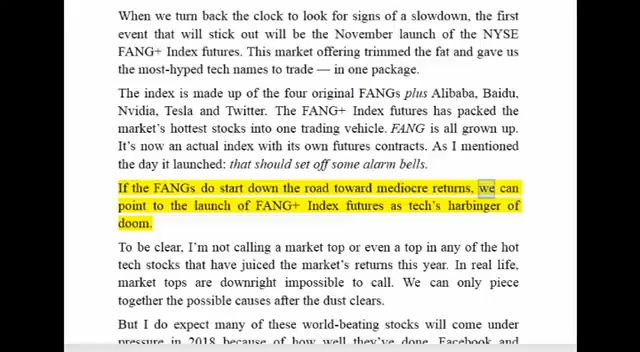 When we turn back the clock to look for signs of a slowdown, the first
event that will stick out will be the November launch of the NYSE
FANG+ Index futures. This market offering trimmed the fat and gave us
the most-hyped tech names to trade — in one package.
The index is made up of the four original FANGs plus Alibaba, Baidu,
Nvidia, Tesla and Twitter. The FANG+ Index futures has packed the
market's hottest stocks into one trading vehicle. FANG is all grown up.
It's now an actual index with its own futures contracts. As I mentioned
the day it launched: that should set off some alarm bells.
If the FANGs do start down the road toward mediocre returns, we can
point to the launch of FANG+ Index futures as tech's harbinger of
doom.
To be clear, I'm not calling a market top or even a top in any of the hot
tech stocks that have juiced the market's returns this year. In real life,
market tops are downright impossible to call. We can only piece
together the possible causes after the dust clears.
But I do expect many of these world-beating stocks will come under
pressure in 2018 because of how well they've done. Facebook and